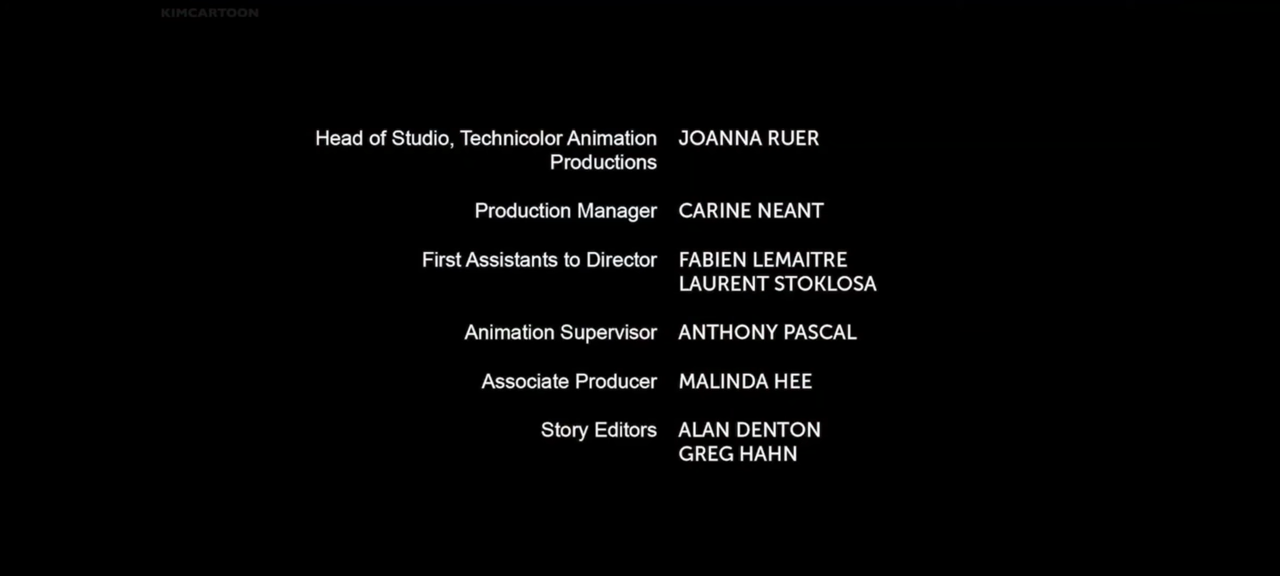 KIMCARTOON
Head of Studio, Technicolor Animation Productions JOANNA RUER
Production Manager CARINE NEANT
First Assistants to Director FABIEN LEMAITRE
LAURENT STOKLOSA
Animation Supervisor ANTHONY PASCAL
Associate Producer MALINDA HEE
Story Editors ALAN DENTON
GREG HAHN